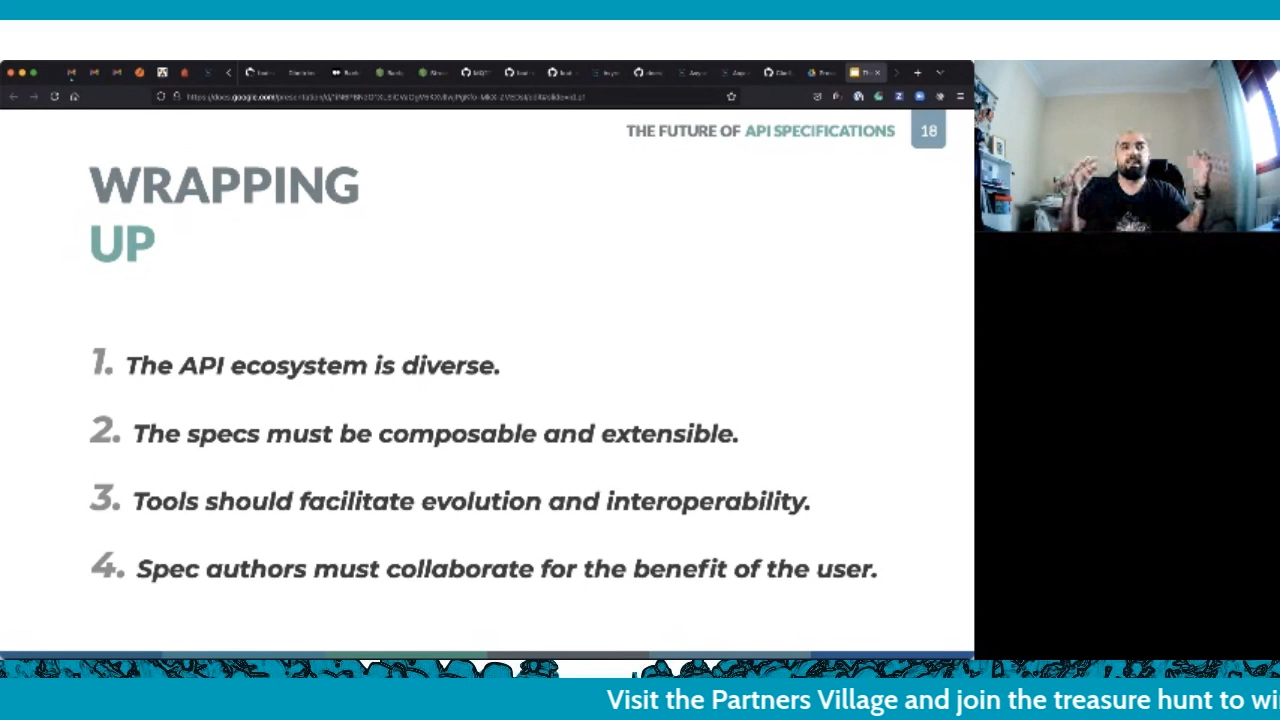 THE FUTURE OF API SPECIFICATIONS 18
WRAPPING
UP
1. The API ecosystem is diverse.
2. The specs must be composable and extensible.
3. Tools should facilitate evolution and interoperability.
4. Spec authors must collaborate for the benefit of the user.
Visit the Partners Village and join the treasure hunt to wi